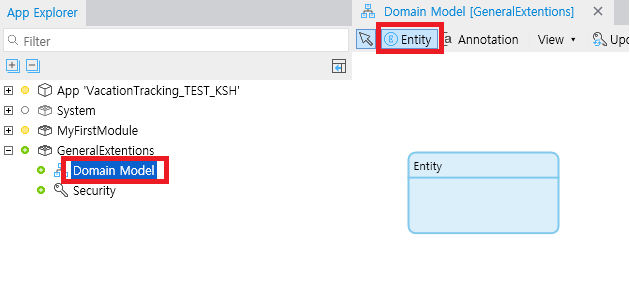 App Explorer
Filter
App 'VacationTracking_TEST_KSH'
System
MyFirstModule
GeneralExtentions
Domain Model
Security
Domain Model [GeneralExtentions]
Entity a Annotation View Upd
Entity